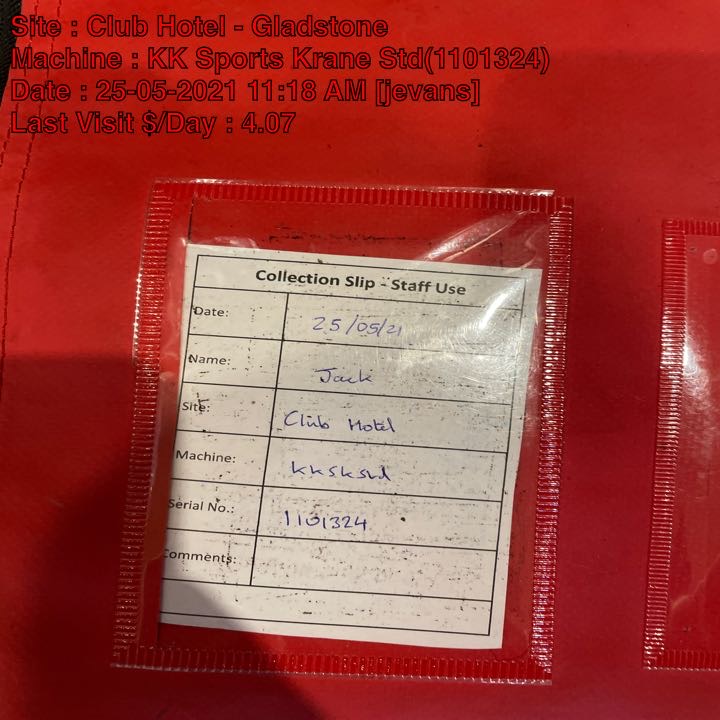 Site : Club Hotel - Gladstone
Machine : KK Sports Krane Std(1101324)
Date : 25-05-2021 11:18 AM [jevans]
Last Visit $/Day : 4.07
Collection Slip - Staff Use
Date: 25/05/21
Name: Jack
Site: Club Hotel
Machine: KKSKStd
Serial No.: 1101324
Comments: